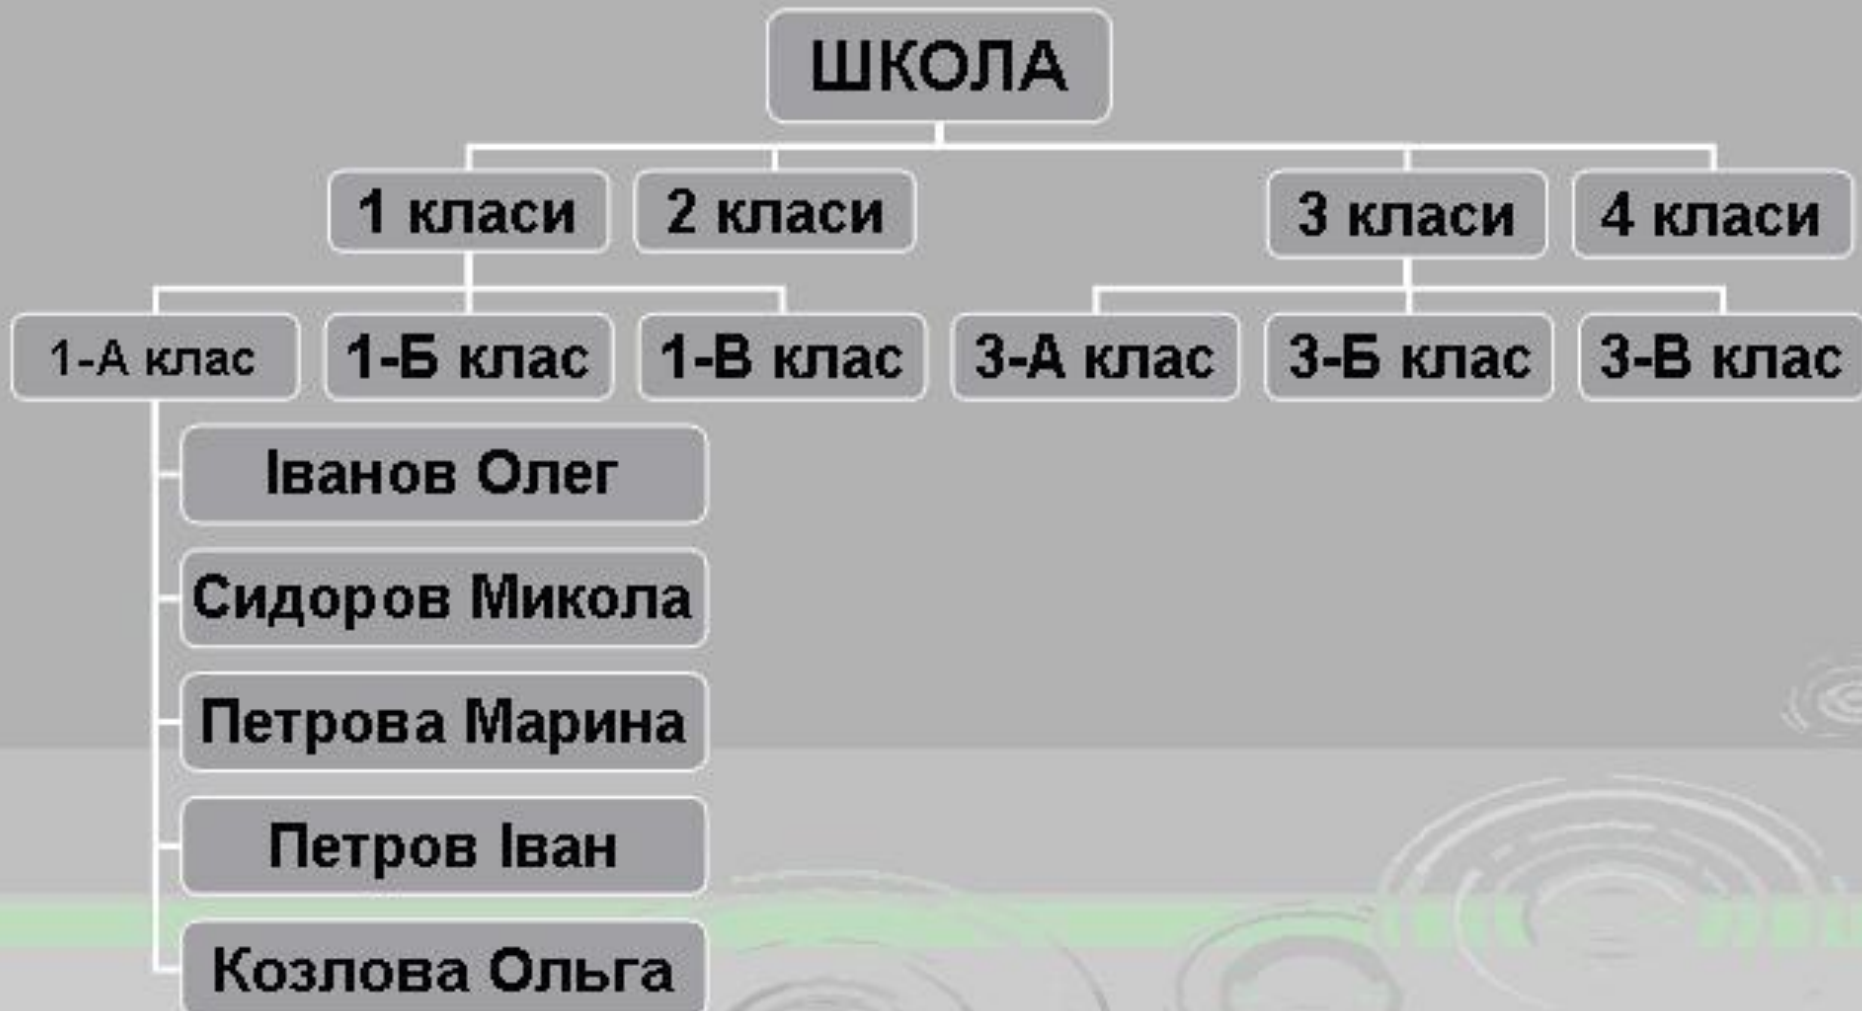 ШКОЛА
1 класи
2 класи
3 класи
4 класи
1-А клас
1-Б клас
1-В клас
3-А клас
3-Б клас
3-В клас
Іванов Олег
Сидоров Микола
Петрова Марина
Петров Іван
Козлова Ольга